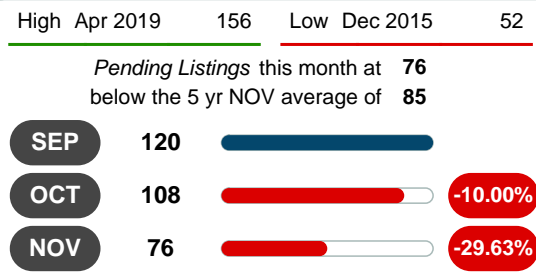 High Apr 2019 156 Low Dec 2015 52
Pending Listings this month at 76
below the 5 yr NOV average of 85
SEP 120
OCT 108 -10.00%
NOV 76 -29.63%